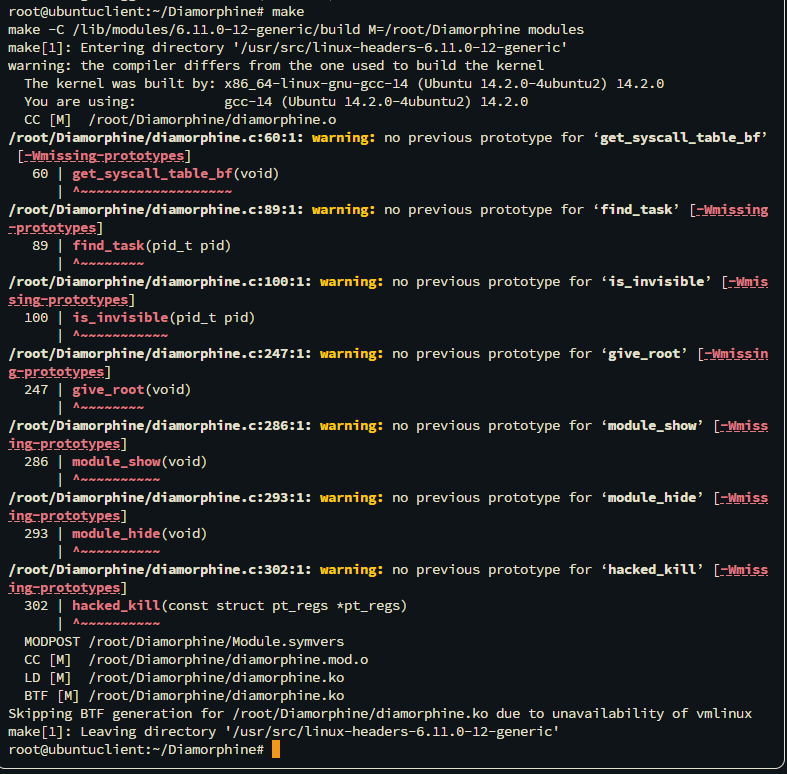 root@ubuntuclient:~/Diamorphine# make
make -C /lib/modules/6.11.0-12-generic/build M=/root/Diamorphine modules
make[1]: Entering directory '/usr/src/linux-headers-6.11.0-12-generic'
warning: the compiler differs from the one used to build the kernel
  The kernel was built by: x86_64-linux-gnu-gcc-14 (Ubuntu 14.2.0-4ubuntu2) 14.2.0
  You are using:           gcc-14 (Ubuntu 14.2.0-4ubuntu2) 14.2.0
  CC [M]  /root/Diamorphine/diamorphine.o
/root/Diamorphine/diamorphine.c:60:1: warning: no previous prototype for ‘get_syscall_table_bf’
 [-Wmissing-prototypes]
   60 | get_syscall_table_bf(void)
      | ^~~~~~~~~~~~~~~~~~~~
/root/Diamorphine/diamorphine.c:89:1: warning: no previous prototype for ‘find_task’ [-Wmissing
-prototypes]
   89 | find_task(pid_t pid)
      | ^~~~~~~~~
/root/Diamorphine/diamorphine.c:100:1: warning: no previous prototype for ‘is_invisible’ [-Wmis
sing-prototypes]
  100 | is_invisible(pid_t pid)
      | ^~~~~~~~~~~~
/root/Diamorphine/diamorphine.c:247:1: warning: no previous prototype for ‘give_root’ [-Wmissin
g-prototypes]
  247 | give_root(void)
      | ^~~~~~~~~
/root/Diamorphine/diamorphine.c:286:1: warning: no previous prototype for ‘module_show’ [-Wmiss
ing-prototypes]
  286 | module_show(void)
      | ^~~~~~~~~~~
/root/Diamorphine/diamorphine.c:293:1: warning: no previous prototype for ‘module_hide’ [-Wmiss
ing-prototypes]
  293 | module_hide(void)
      | ^~~~~~~~~~~
/root/Diamorphine/diamorphine.c:302:1: warning: no previous prototype for ‘hacked_kill’ [-Wmiss
ing-prototypes]
  302 | hacked_kill(const struct pt_regs *pt_regs)
      | ^~~~~~~~~~~
  MODPOST /root/Diamorphine/Module.symvers
  CC [M]  /root/Diamorphine/diamorphine.mod.o
  LD [M]  /root/Diamorphine/diamorphine.ko
  BTF [M] /root/Diamorphine/diamorphine.ko
Skipping BTF generation for /root/Diamorphine/diamorphine.ko due to unavailability of vmlinux
make[1]: Leaving directory '/usr/src/linux-headers-6.11.0-12-generic'
root@ubuntuclient:~/Diamorphine#